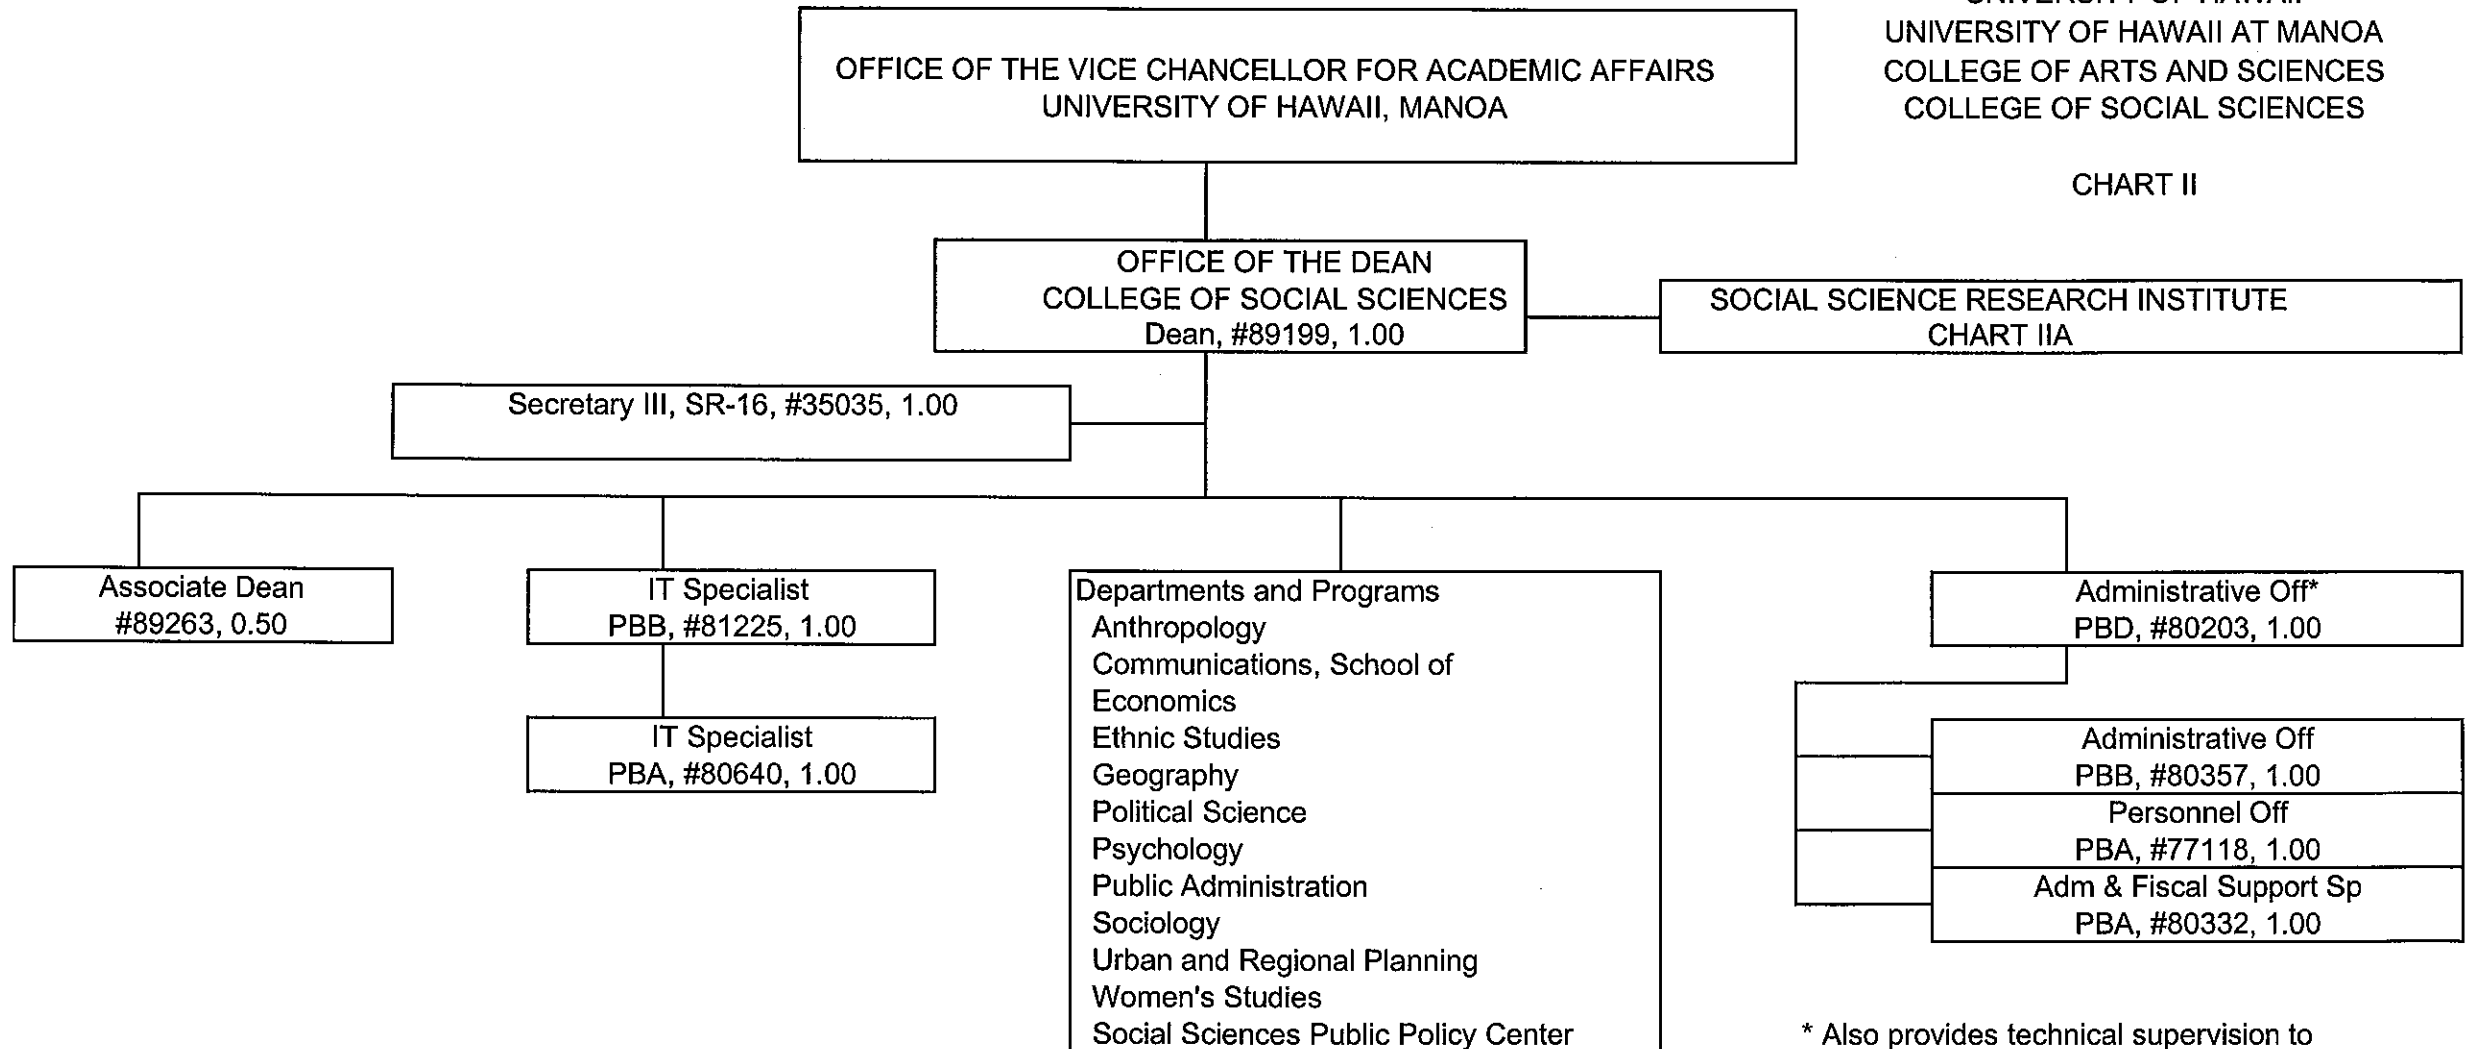 UNIVERSITY OF HAWAII
UNIVERSITY OF HAWAII AT MANOA
COLLEGE OF ARTS AND SCIENCES
COLLEGE OF SOCIAL SCIENCES
CHART II
OFFICE OF THE VICE CHANCELLOR FOR ACADEMIC AFFAIRS
UNIVERSITY OF HAWAII, MANOA
OFFICE OF THE DEAN
COLLEGE OF SOCIAL SCIENCES
Dean, #89199, 1.00
SOCIAL SCIENCE RESEARCH INSTITUTE
CHART IIA
Secretary III, SR-16, #35035, 1.00
Associate Dean
#89263, 0.50
IT Specialist
PBB, #81225, 1.00
IT Specialist
PBA, #80640, 1.00
Departments and Programs
Anthropology
Communications, School of
Economics
Ethnic Studies
Geography
Political Science
Psychology
Public Administration
Sociology
Urban and Regional Planning
Women's Studies
Social Sciences Public Policy Center
Administrative Off*
PBD, #80203, 1.00
Administrative Off
PBB, #80357, 1.00
Personnel Off
PBA, #77118, 1.00
Adm & Fiscal Support Sp
PBA, #80332, 1.00
* Also provides technical supervision to